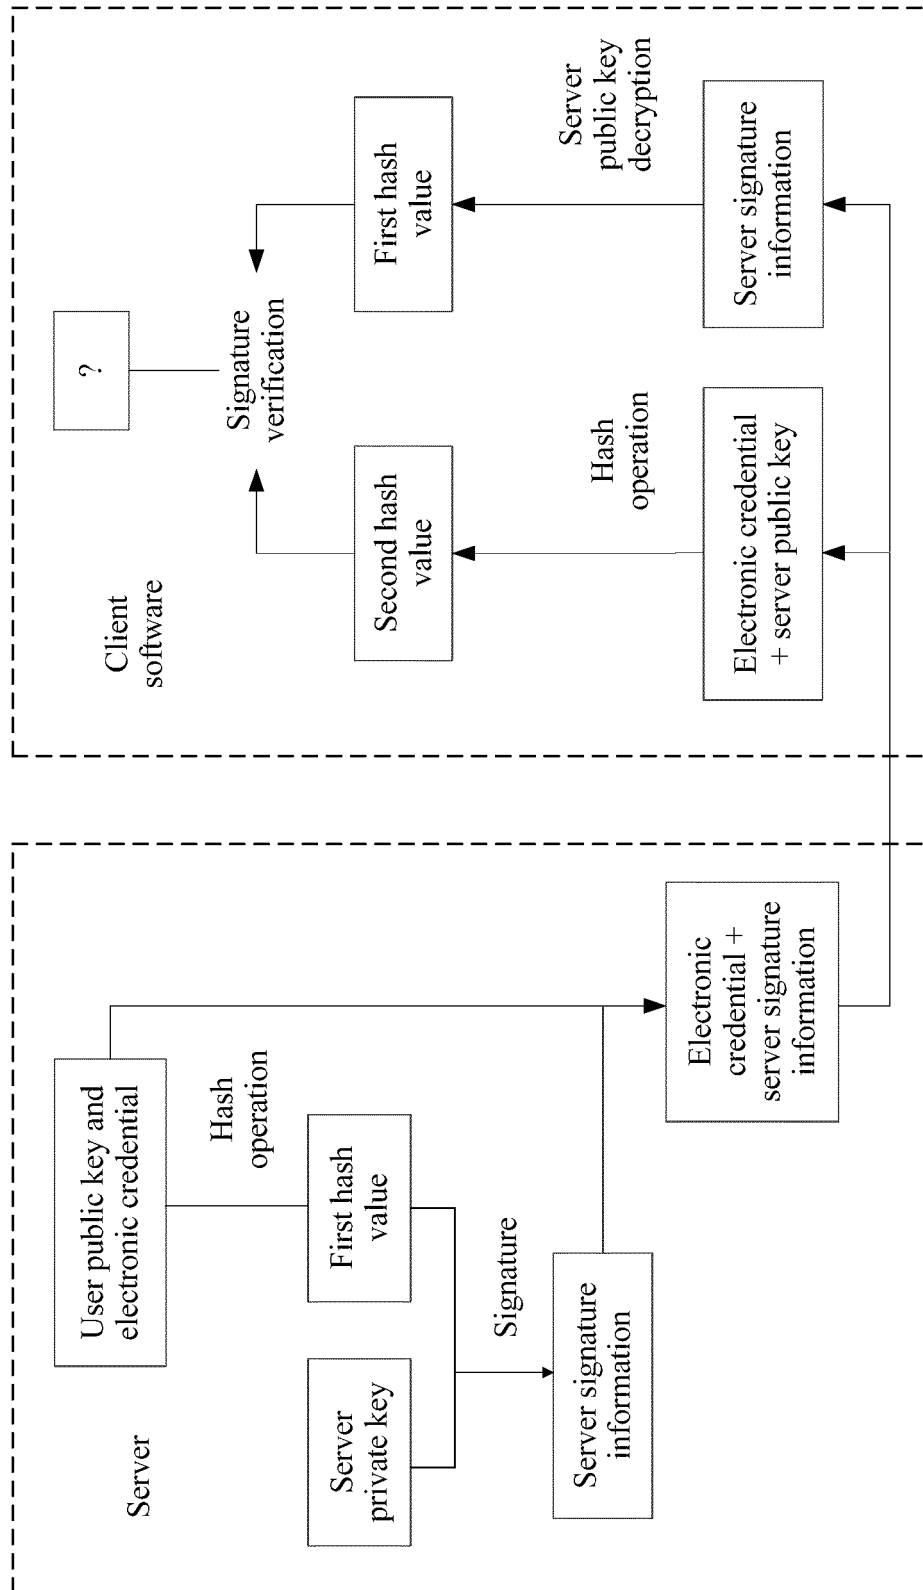 Server
User public key and
electronic credential
Hash
operation
Server
private key
First hash
value
Signature
Server signature
information
Electronic
credential +
server signature
information
Client
software
?
Signature
verification
Second hash
value
First hash
value
Hash
operation
Server
public key
decryption
Electronic credential
+ server public key
Server signature
information